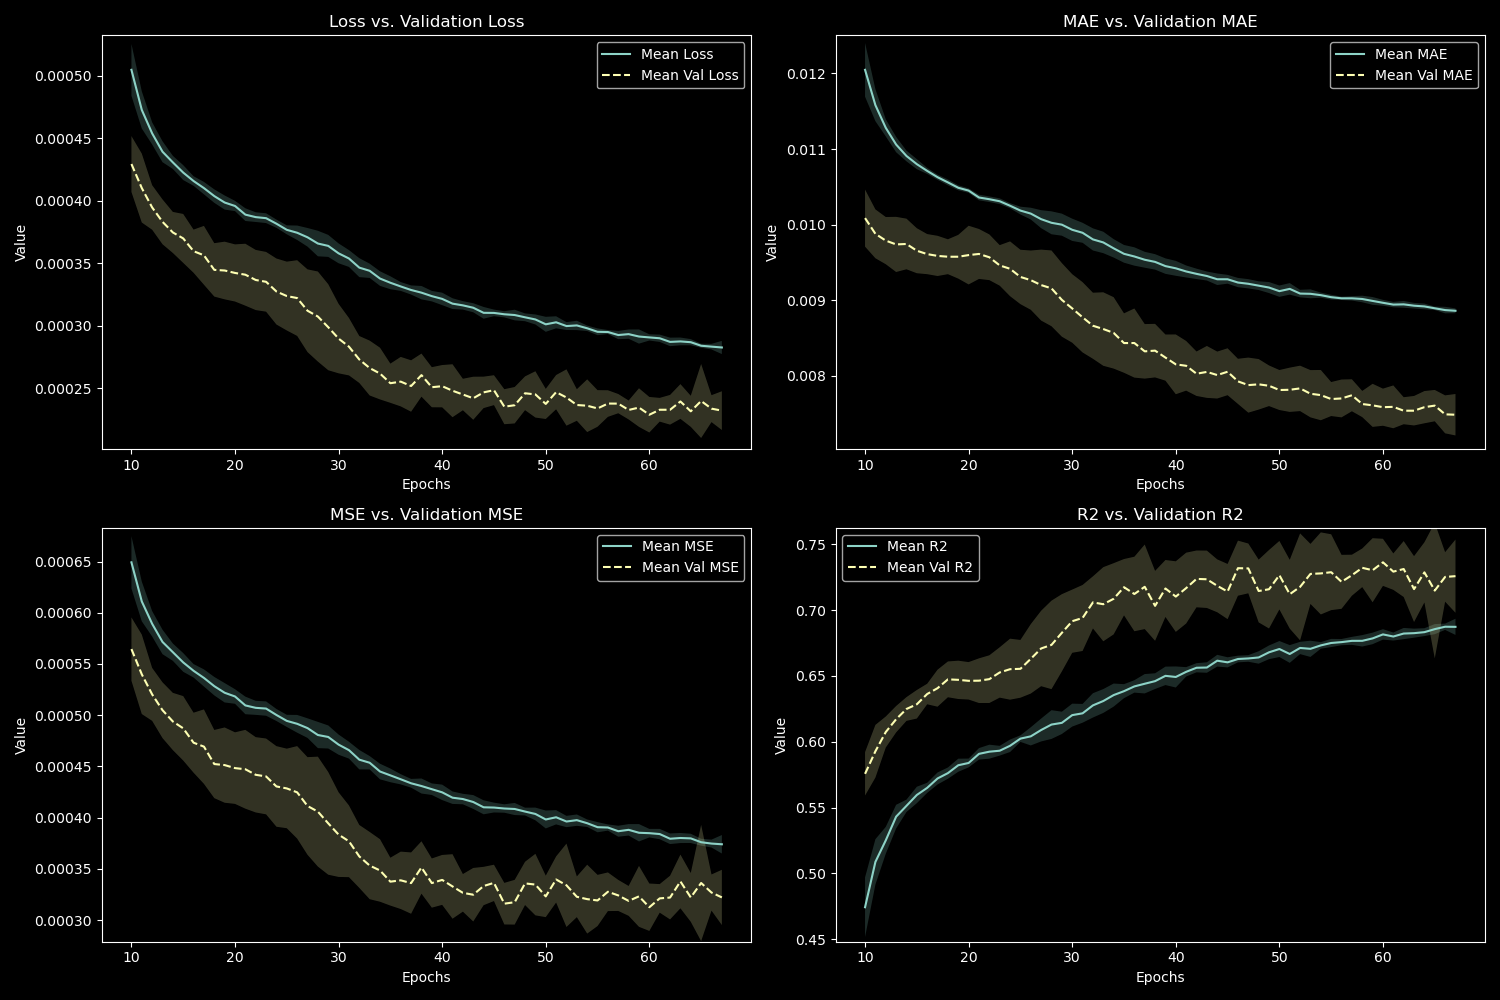 Loss vs. Validation Loss
Mean Loss
Mean Val Loss
0.00050
0.00045
0.00040
0.00035
0.00030
0.00025
Value
10 20 30 40 50 60
Epochs
MAE vs. Validation MAE
Mean MAE
Mean Val MAE
0.012
0.011
0.010
0.009
0.008
Value
10 20 30 40 50 60
Epochs
MSE vs. Validation MSE
Mean MSE
Mean Val MSE
0.00065
0.00060
0.00055
0.00050
0.00045
0.00040
0.00035
0.00030
Value
10 20 30 40 50 60
Epochs
R2 vs. Validation R2
Mean R2
Mean Val R2
0.75
0.70
0.65
0.60
0.55
0.50
0.45
Value
10 20 30 40 50 60
Epochs